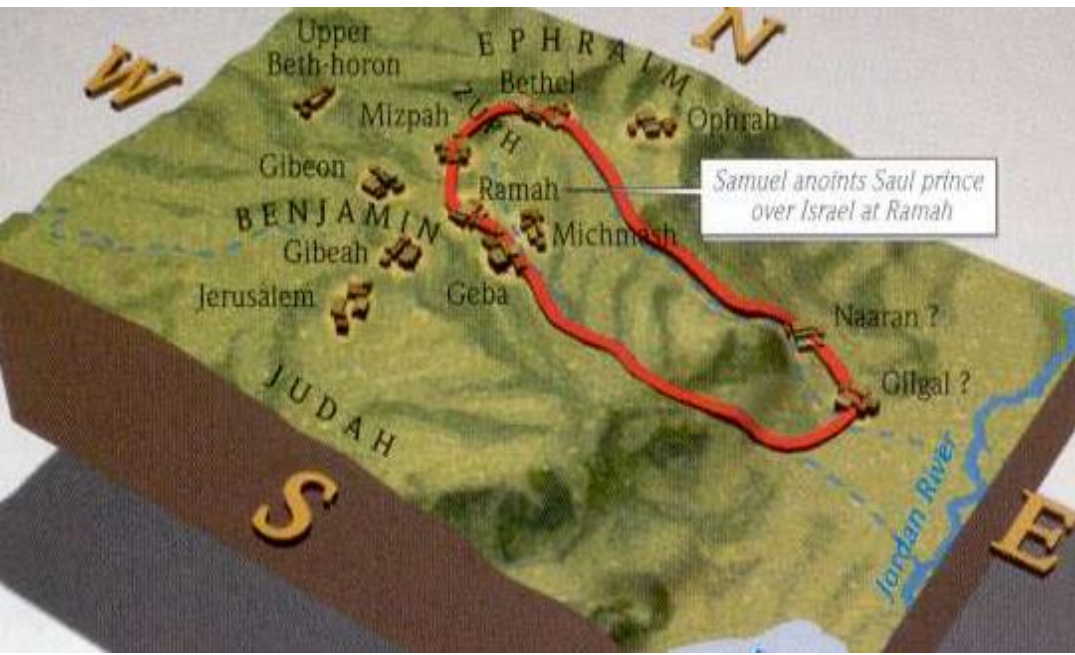 W
N
Upper
Beth-horon
EPHRAIM
Bethel
ZUPH
Mizpah
Ophrah
Gibeon
Ramah
Samuel anoints Saul prince
over Israel at Ramah
BENJAMIN
Michmash
Gibeah
Jerusalem
Geba
Naaran ?
Gilgal ?
JUDAH
Jordan River
S
E